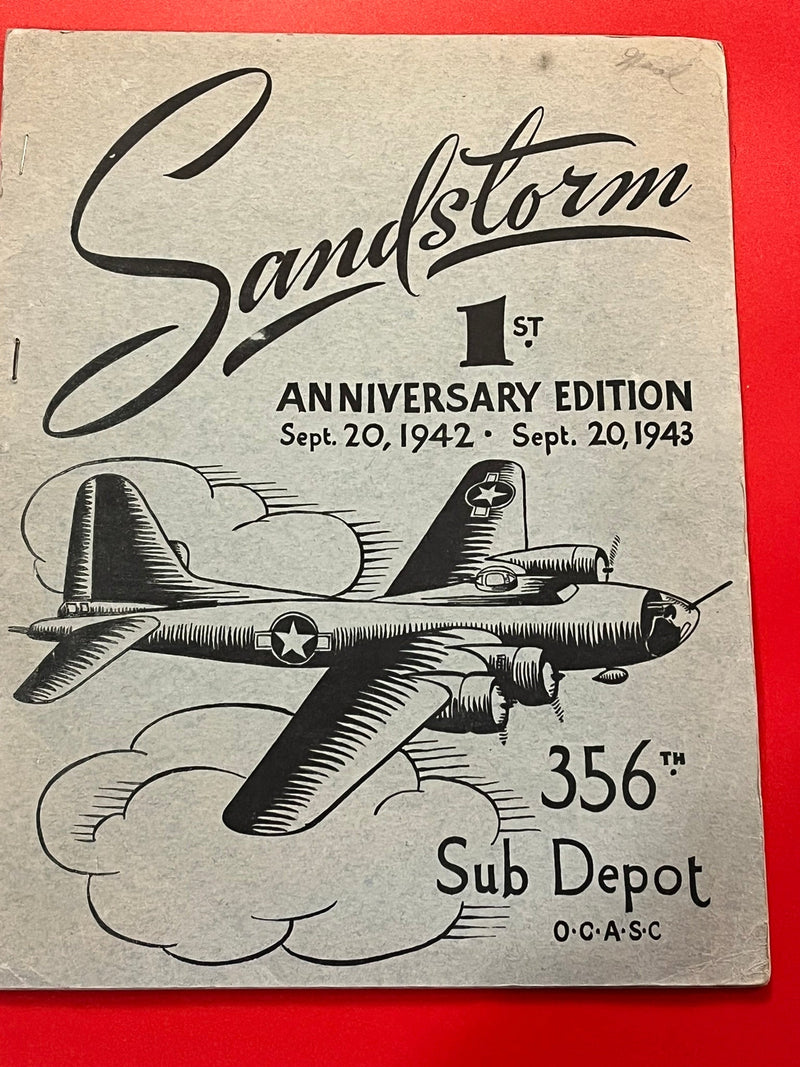 Sandstorm
1ST
ANNIVERSARY EDITION
Sept. 20, 1942 • Sept. 20, 1943
356TH
Sub Depot
O·C·A·S·C